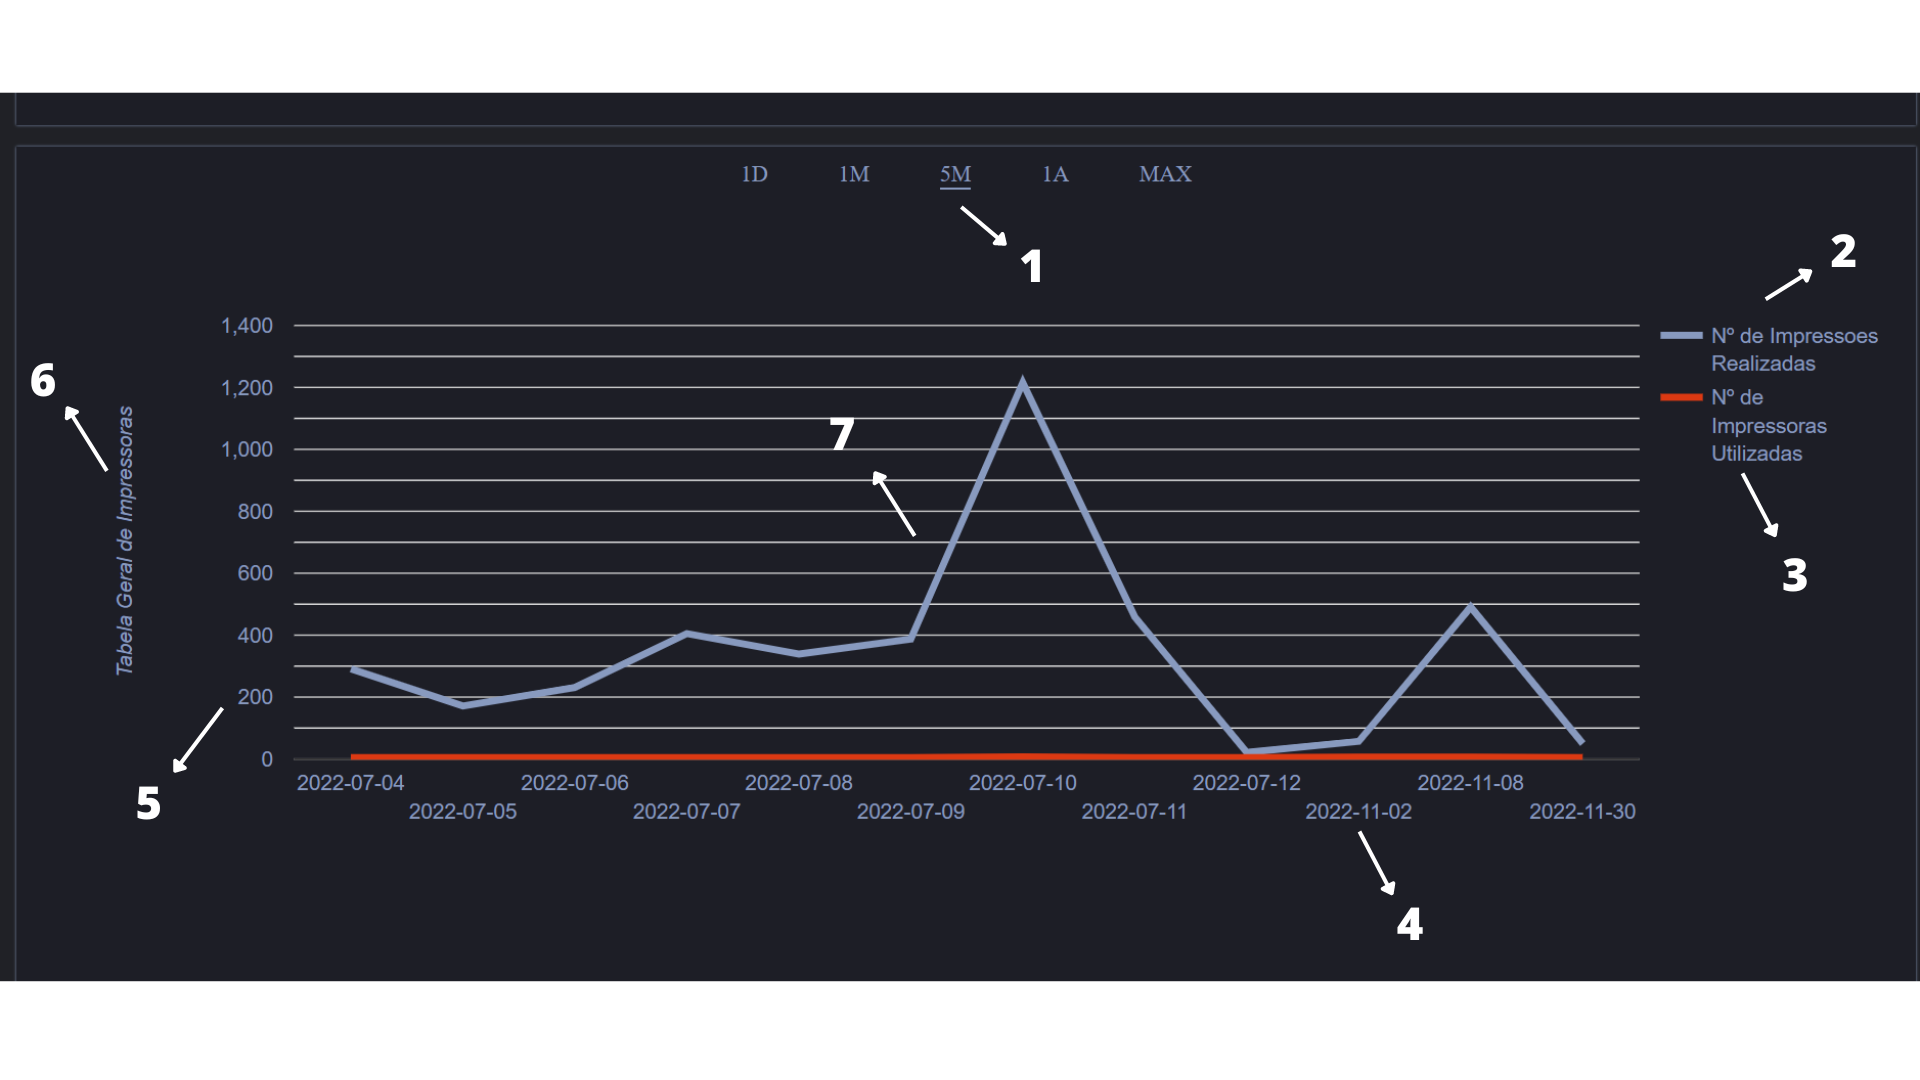 1D 1M 5M 1A MAX
1
2
Nº de Impressoes
Realizadas
Nº de
Impressoras
Utilizadas
3
6
Tabela Geral de Impressoras
7
1,400
1,200
1,000
800
600
400
200
0
5
2022-07-04 2022-07-06 2022-07-08 2022-07-10 2022-07-12 2022-11-08
2022-07-05 2022-07-07 2022-07-09 2022-07-11 2022-11-02 2022-11-30
4